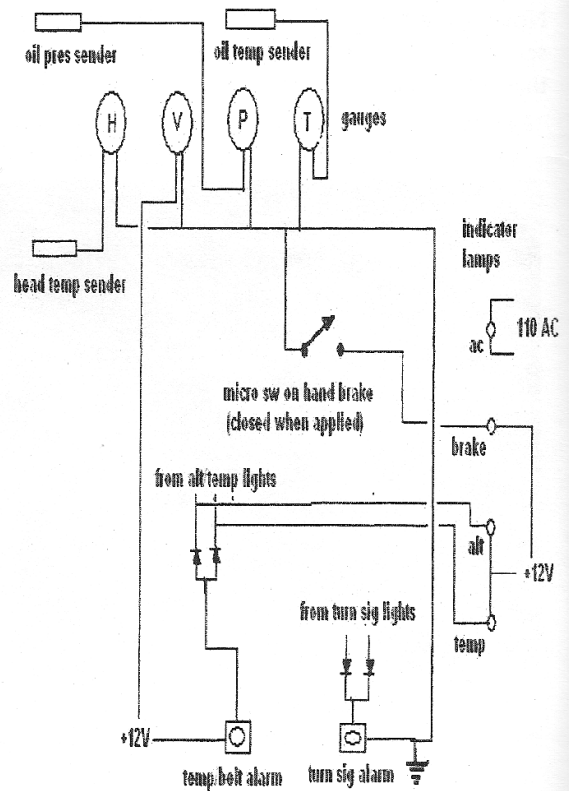 oil pres sender
oil temp sender
H
V
P
T
gauges
indicator
lamps
head temp sender
110 AC
ac
micro sw on hand brake
(closed when applied)
brake
from alt/temp lights
alt
+12V
from turn sig lights
temp
+12V
temp/bolt alarm
turn sig alarm